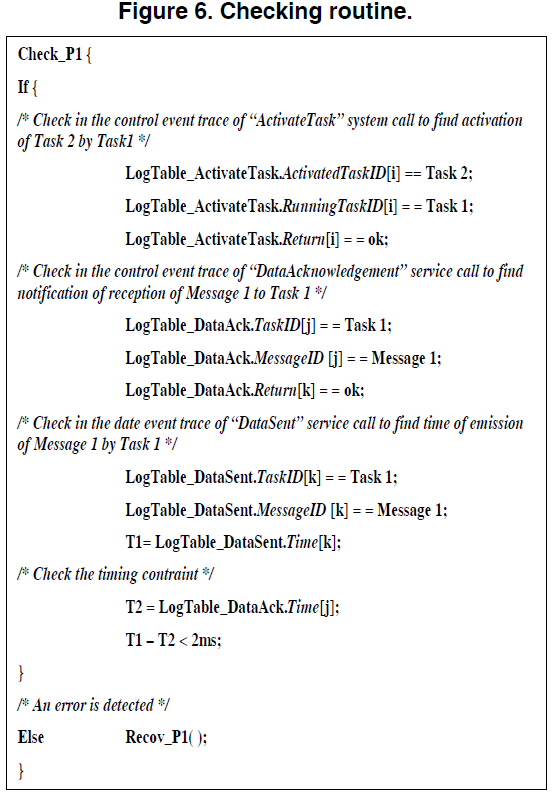 Figure 6. Checking routine.
Check_P1 {
If {
/* Check in the control event trace of “ActivateTask” system call to find activation
of Task 2 by Task1 */
LogTable_ActivateTask.ActivatedTaskID[i] == Task 2;
LogTable_ActivateTask.RunningTaskID[i] = = Task 1;
LogTable_ActivateTask.Return[i] = = ok;
/* Check in the control event trace of “DataAcknowledgement” service call to find
notification of reception of Message 1 to Task 1 */
LogTable_DataAck.TaskID[j] = = Task 1;
LogTable_DataAck.MessageID [j] = = Message 1;
LogTable_DataAck.Return[k] = = ok;
/* Check in the date event trace of “DataSent” service call to find time of emission
of Message 1 by Task 1 */
LogTable_DataSent.TaskID[k] = = Task 1;
LogTable_DataSent.MessageID [k] = = Message 1;
T1= LogTable_DataSent.Time[k];
/* Check the timing contraint */
T2 = LogTable_DataAck.Time[j];
T1 – T2 < 2ms;
}
/* An error is detected */
Else Recov_P1( );
}